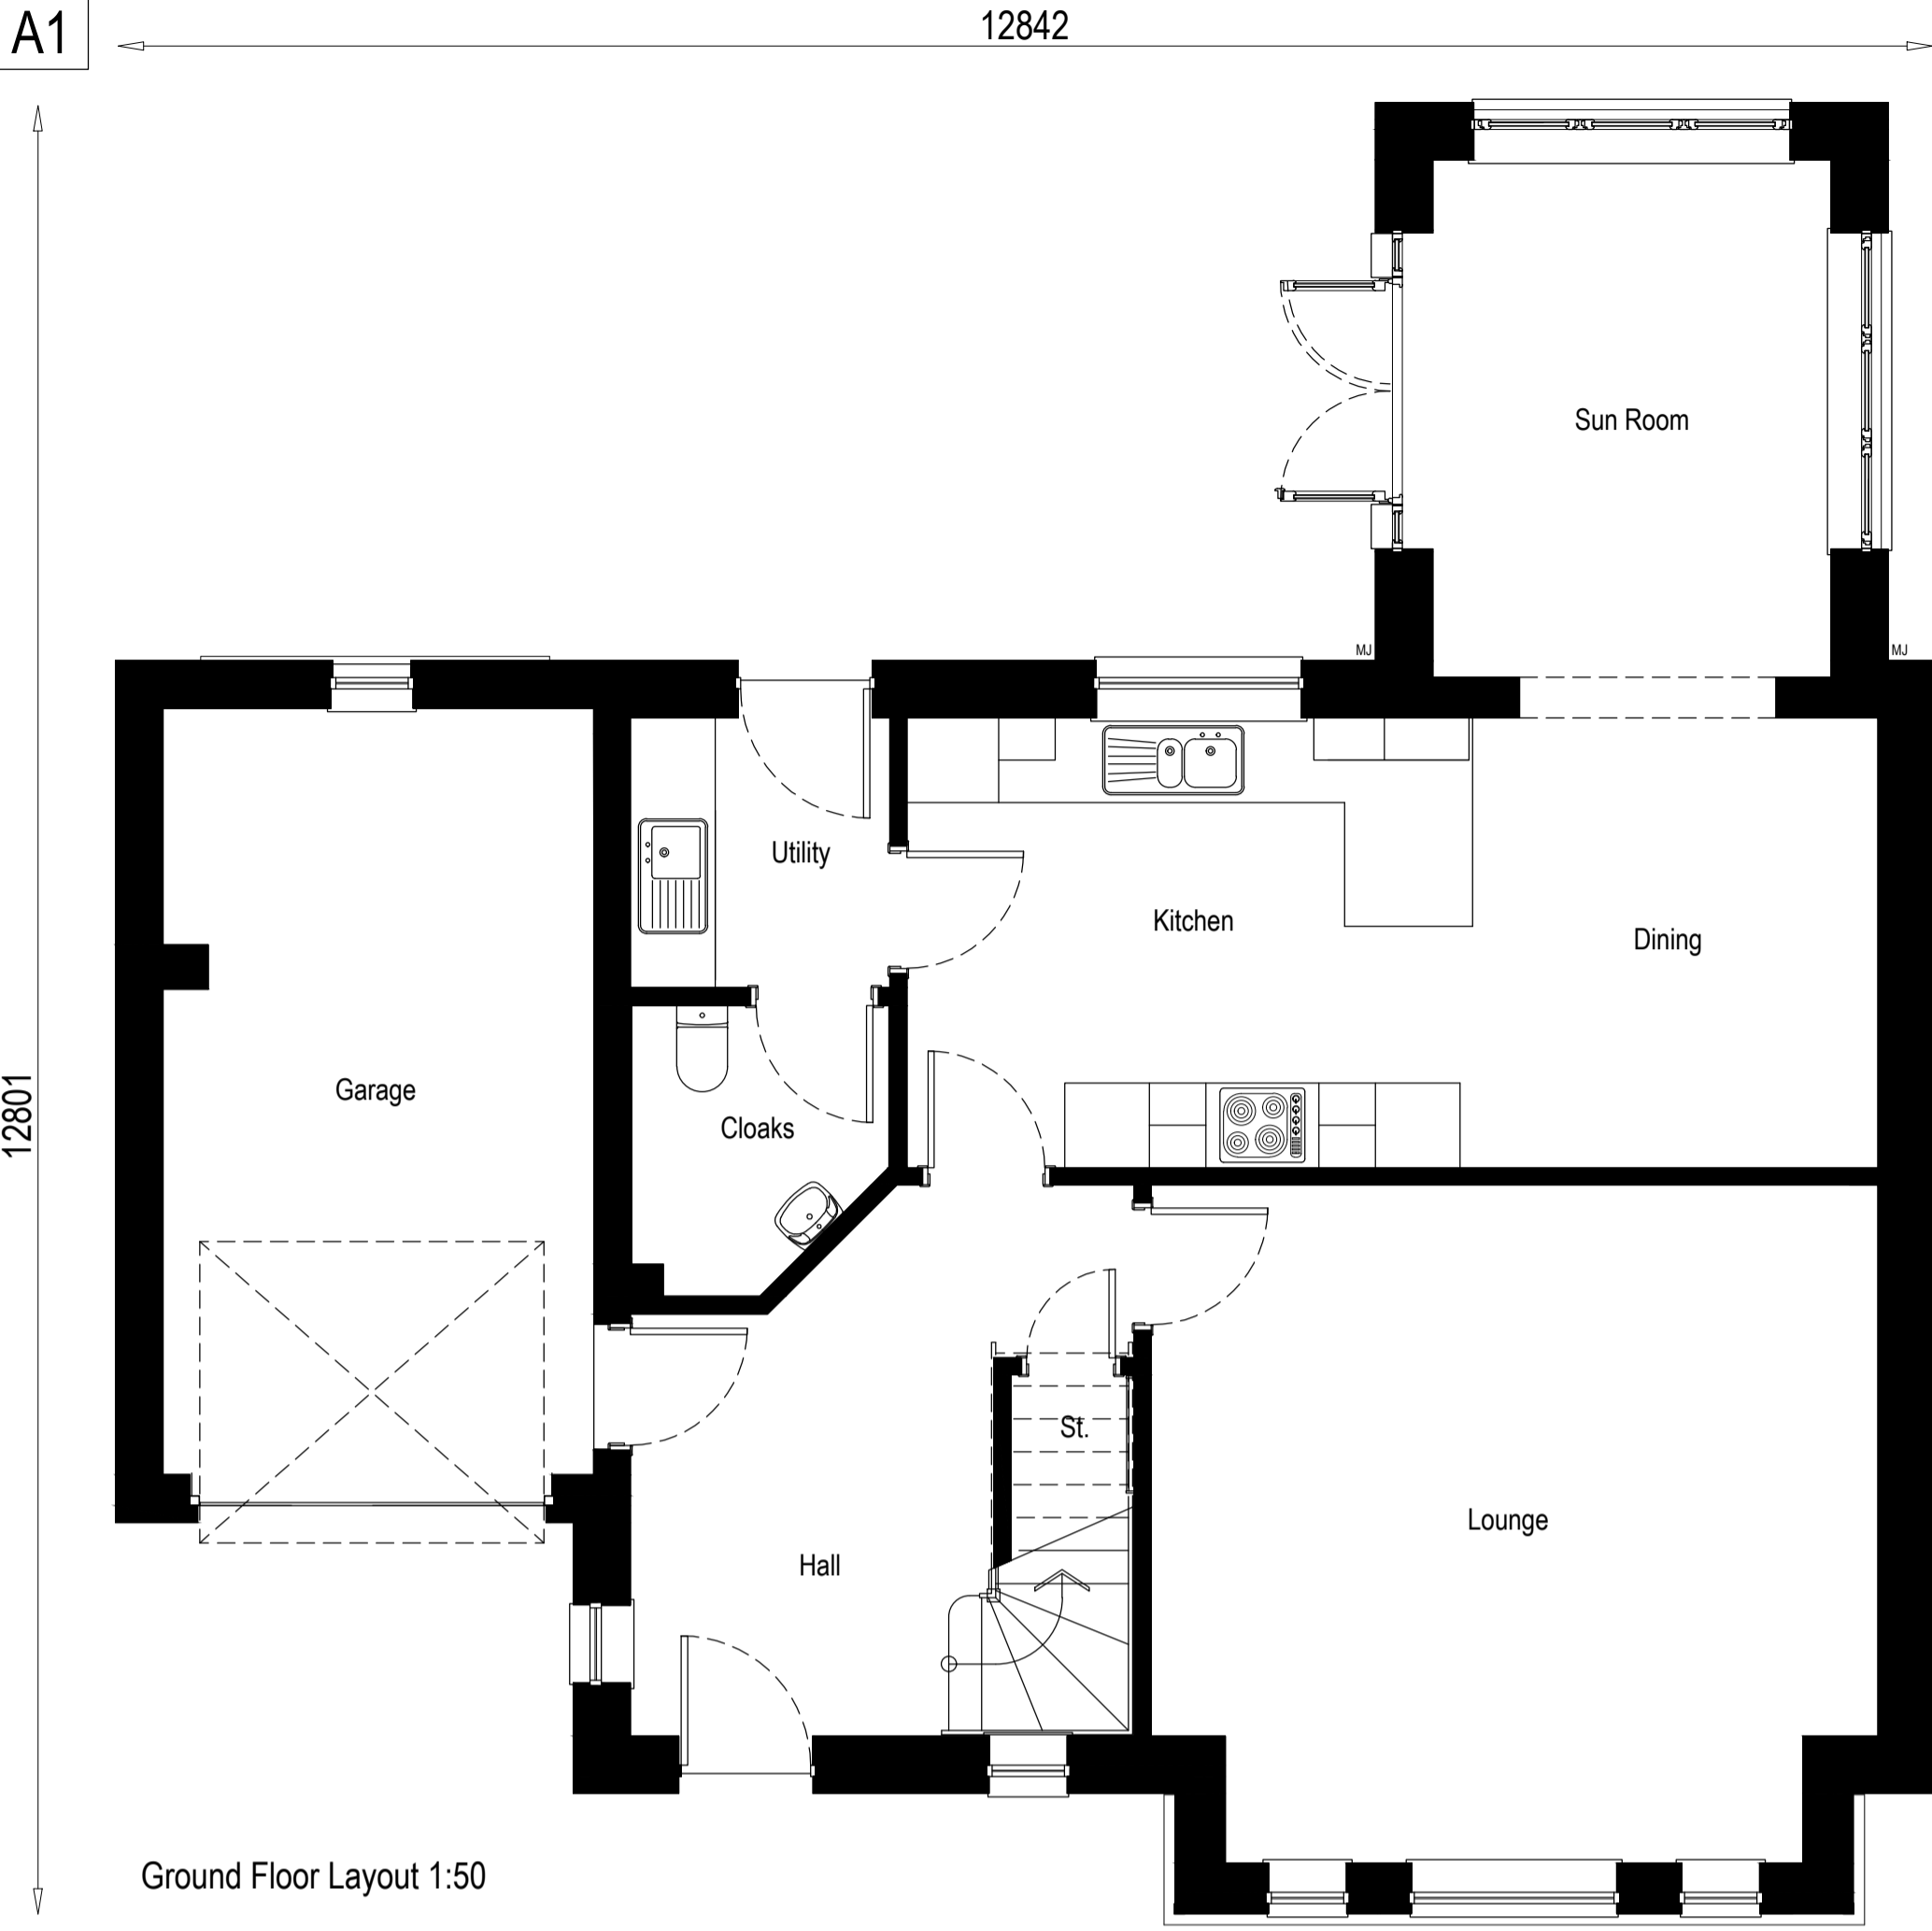 A1
12842
Sun Room
MJ
MJ
Utility
Kitchen
Dining
12801
Garage
Cloaks
St.
Lounge
Hall
Ground Floor Layout 1:50